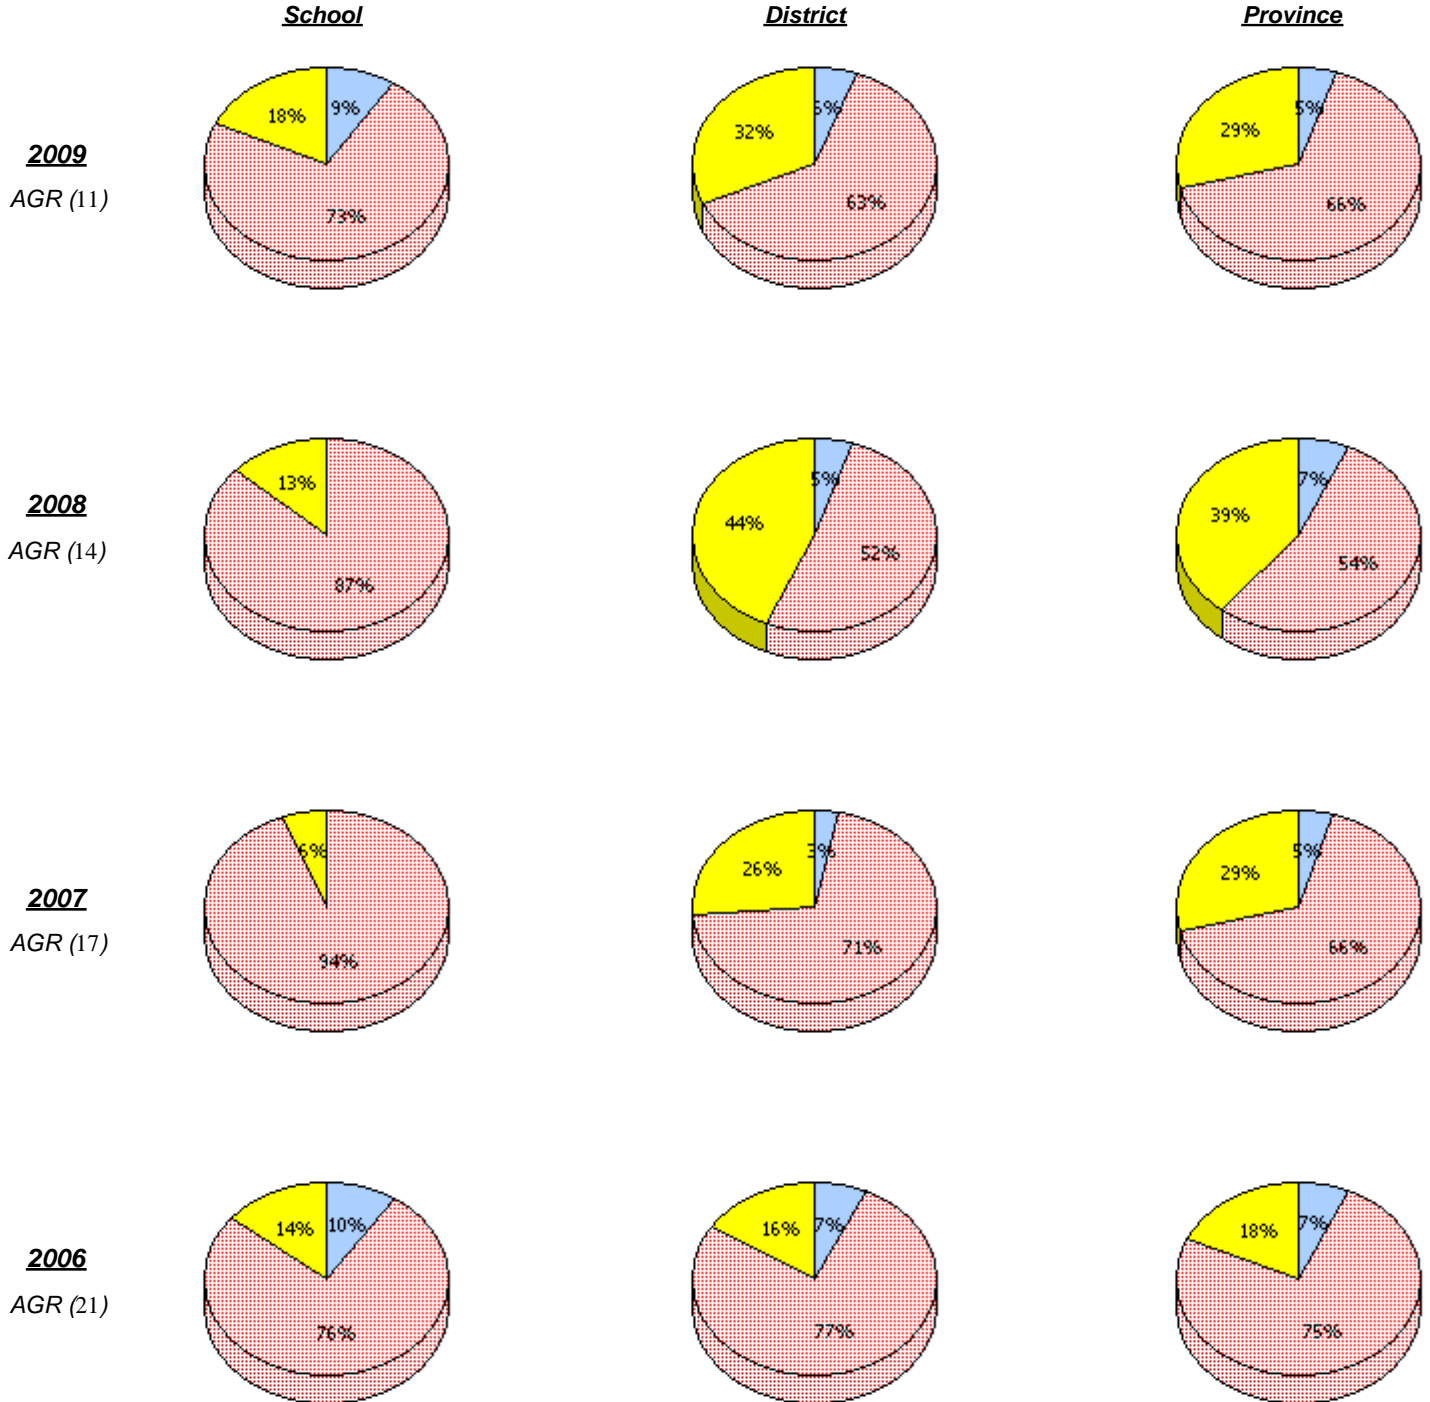 School District Province
18% 9% 32% 5% 29% 5%
2009
AGR (11)
73% 63% 66%
13% 5% 7%
2008
44% 39%
AGR (14)
87% 52% 54%
6% 3% 5%
26% 29%
2007
AGR (17)
94% 71% 66%
14% 10% 16% 7% 18% 7%
2006
AGR (21)
76% 77% 75%